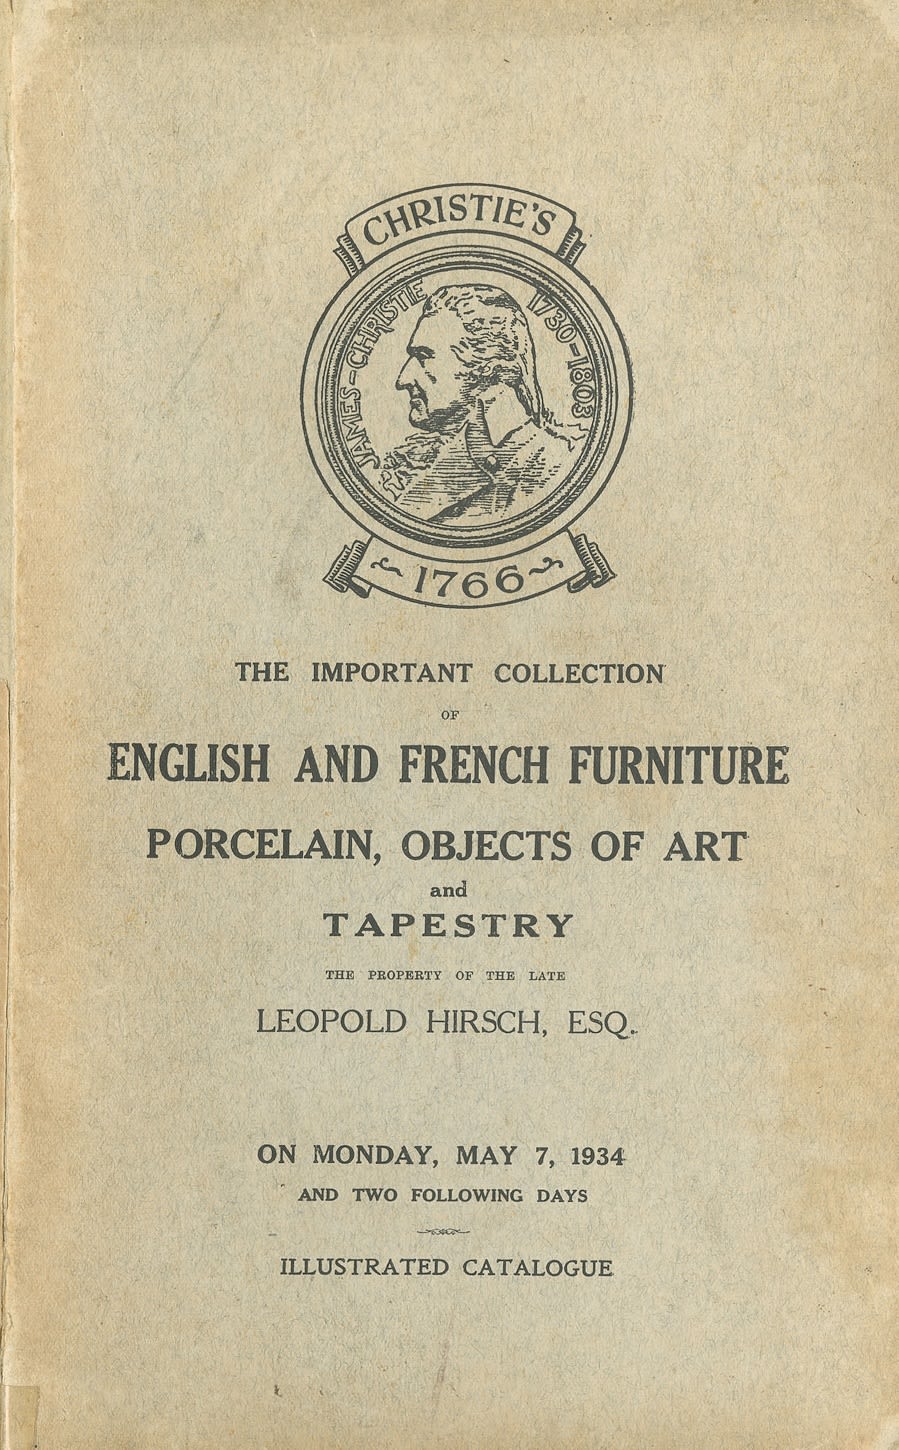 CHRISTIE'S
JAMES-CHRISTIE 1730-1803
1766
THE IMPORTANT COLLECTION
OF
ENGLISH AND FRENCH FURNITURE
PORCELAIN, OBJECTS OF ART
and
TAPESTRY
THE PROPERTY OF THE LATE
LEOPOLD HIRSCH, ESQ.
ON MONDAY, MAY 7, 1934
AND TWO FOLLOWING DAYS
ILLUSTRATED CATALOGUE